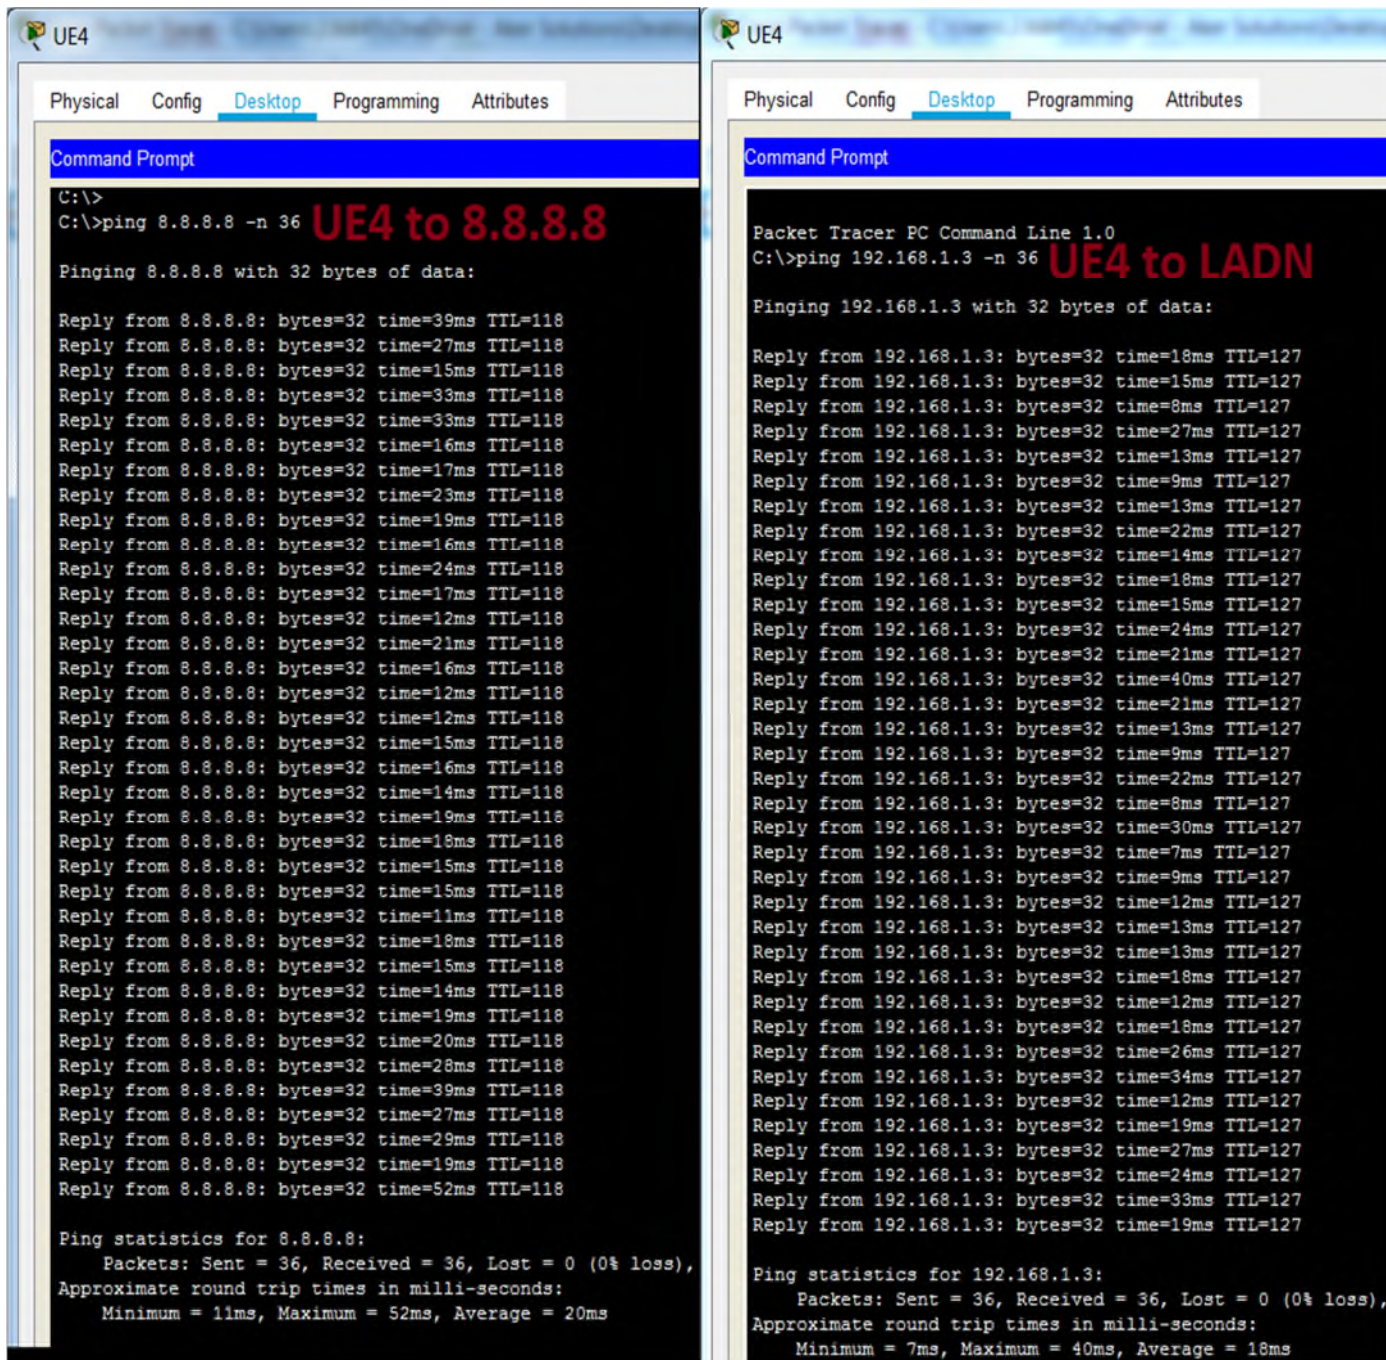 UE4
Physical Config Desktop Programming Attributes
Command Prompt
C:\>
C:\>ping 8.8.8.8 -n 36
UE4 to 8.8.8.8
Pinging 8.8.8.8 with 32 bytes of data:
Reply from 8.8.8.8: bytes=32 time=39ms TTL=118
Reply from 8.8.8.8: bytes=32 time=27ms TTL=118
Reply from 8.8.8.8: bytes=32 time=15ms TTL=118
Reply from 8.8.8.8: bytes=32 time=33ms TTL=118
Reply from 8.8.8.8: bytes=32 time=33ms TTL=118
Reply from 8.8.8.8: bytes=32 time=16ms TTL=118
Reply from 8.8.8.8: bytes=32 time=17ms TTL=118
Reply from 8.8.8.8: bytes=32 time=23ms TTL=118
Reply from 8.8.8.8: bytes=32 time=19ms TTL=118
Reply from 8.8.8.8: bytes=32 time=16ms TTL=118
Reply from 8.8.8.8: bytes=32 time=24ms TTL=118
Reply from 8.8.8.8: bytes=32 time=17ms TTL=118
Reply from 8.8.8.8: bytes=32 time=12ms TTL=118
Reply from 8.8.8.8: bytes=32 time=21ms TTL=118
Reply from 8.8.8.8: bytes=32 time=16ms TTL=118
Reply from 8.8.8.8: bytes=32 time=12ms TTL=118
Reply from 8.8.8.8: bytes=32 time=12ms TTL=118
Reply from 8.8.8.8: bytes=32 time=15ms TTL=118
Reply from 8.8.8.8: bytes=32 time=16ms TTL=118
Reply from 8.8.8.8: bytes=32 time=14ms TTL=118
Reply from 8.8.8.8: bytes=32 time=19ms TTL=118
Reply from 8.8.8.8: bytes=32 time=18ms TTL=118
Reply from 8.8.8.8: bytes=32 time=15ms TTL=118
Reply from 8.8.8.8: bytes=32 time=15ms TTL=118
Reply from 8.8.8.8: bytes=32 time=11ms TTL=118
Reply from 8.8.8.8: bytes=32 time=18ms TTL=118
Reply from 8.8.8.8: bytes=32 time=15ms TTL=118
Reply from 8.8.8.8: bytes=32 time=14ms TTL=118
Reply from 8.8.8.8: bytes=32 time=19ms TTL=118
Reply from 8.8.8.8: bytes=32 time=20ms TTL=118
Reply from 8.8.8.8: bytes=32 time=28ms TTL=118
Reply from 8.8.8.8: bytes=32 time=39ms TTL=118
Reply from 8.8.8.8: bytes=32 time=27ms TTL=118
Reply from 8.8.8.8: bytes=32 time=29ms TTL=118
Reply from 8.8.8.8: bytes=32 time=19ms TTL=118
Reply from 8.8.8.8: bytes=32 time=52ms TTL=118
Ping statistics for 8.8.8.8:
Packets: Sent = 36, Received = 36, Lost = 0 (0% loss),
Approximate round trip times in milli-seconds:
Minimum = 11ms, Maximum = 52ms, Average = 20ms
UE4
Physical Config Desktop Programming Attributes
Command Prompt
Packet Tracer PC Command Line 1.0
C:\>ping 192.168.1.3 -n 36
UE4 to LADN
Pinging 192.168.1.3 with 32 bytes of data:
Reply from 192.168.1.3: bytes=32 time=18ms TTL=127
Reply from 192.168.1.3: bytes=32 time=15ms TTL=127
Reply from 192.168.1.3: bytes=32 time=8ms TTL=127
Reply from 192.168.1.3: bytes=32 time=27ms TTL=127
Reply from 192.168.1.3: bytes=32 time=13ms TTL=127
Reply from 192.168.1.3: bytes=32 time=9ms TTL=127
Reply from 192.168.1.3: bytes=32 time=13ms TTL=127
Reply from 192.168.1.3: bytes=32 time=22ms TTL=127
Reply from 192.168.1.3: bytes=32 time=14ms TTL=127
Reply from 192.168.1.3: bytes=32 time=18ms TTL=127
Reply from 192.168.1.3: bytes=32 time=15ms TTL=127
Reply from 192.168.1.3: bytes=32 time=24ms TTL=127
Reply from 192.168.1.3: bytes=32 time=21ms TTL=127
Reply from 192.168.1.3: bytes=32 time=40ms TTL=127
Reply from 192.168.1.3: bytes=32 time=21ms TTL=127
Reply from 192.168.1.3: bytes=32 time=13ms TTL=127
Reply from 192.168.1.3: bytes=32 time=9ms TTL=127
Reply from 192.168.1.3: bytes=32 time=22ms TTL=127
Reply from 192.168.1.3: bytes=32 time=8ms TTL=127
Reply from 192.168.1.3: bytes=32 time=30ms TTL=127
Reply from 192.168.1.3: bytes=32 time=7ms TTL=127
Reply from 192.168.1.3: bytes=32 time=9ms TTL=127
Reply from 192.168.1.3: bytes=32 time=12ms TTL=127
Reply from 192.168.1.3: bytes=32 time=13ms TTL=127
Reply from 192.168.1.3: bytes=32 time=13ms TTL=127
Reply from 192.168.1.3: bytes=32 time=18ms TTL=127
Reply from 192.168.1.3: bytes=32 time=12ms TTL=127
Reply from 192.168.1.3: bytes=32 time=18ms TTL=127
Reply from 192.168.1.3: bytes=32 time=26ms TTL=127
Reply from 192.168.1.3: bytes=32 time=34ms TTL=127
Reply from 192.168.1.3: bytes=32 time=12ms TTL=127
Reply from 192.168.1.3: bytes=32 time=19ms TTL=127
Reply from 192.168.1.3: bytes=32 time=27ms TTL=127
Reply from 192.168.1.3: bytes=32 time=24ms TTL=127
Reply from 192.168.1.3: bytes=32 time=33ms TTL=127
Reply from 192.168.1.3: bytes=32 time=19ms TTL=127
Ping statistics for 192.168.1.3:
Packets: Sent = 36, Received = 36, Lost = 0 (0% loss),
Approximate round trip times in milli-seconds:
Minimum = 7ms, Maximum = 40ms, Average = 18ms